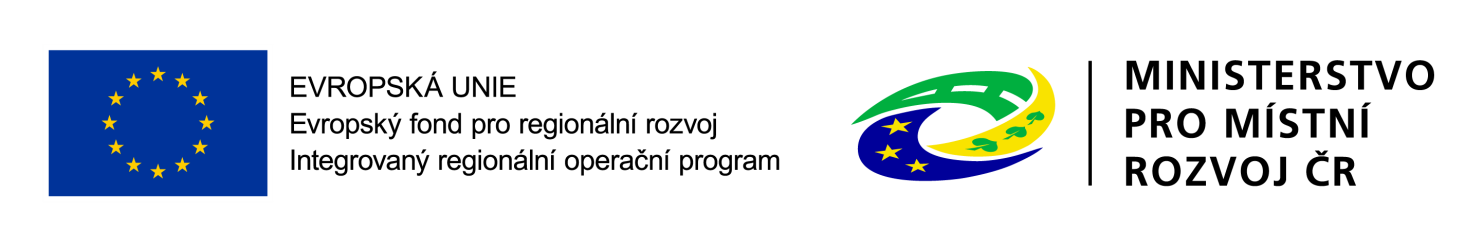 EVROPSKÁ UNIE
Evropský fond pro regionální rozvoj
Integrovaný regionální operační program
MINISTERSTVO
PRO MÍSTNÍ
ROZVOJ ČR